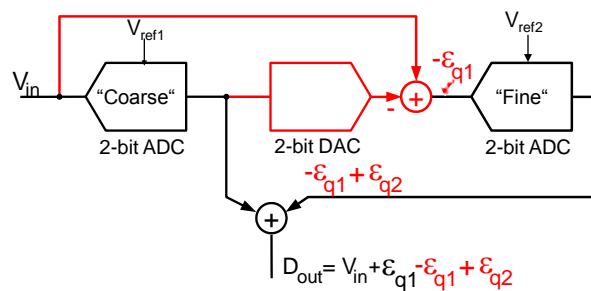 V_ref1
V_ref2
-ε_q1
V_in
"Coarse"
+
"Fine"
-
2-bit ADC
2-bit DAC
2-bit ADC
-ε_q1 + ε_q2
+
D_out = V_in + ε_q1 -ε_q1 + ε_q2